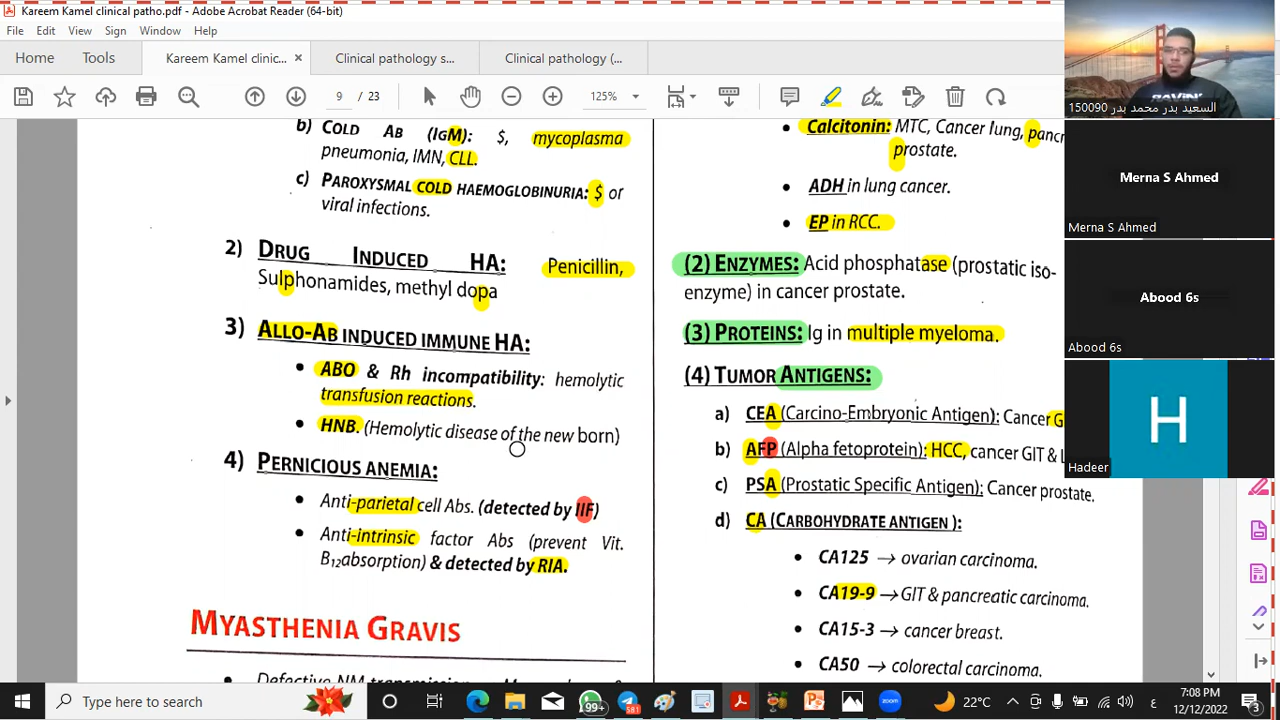 Kareem Kamel clinical patho.pdf - Adobe Acrobat Reader (64-bit)
File Edit View Sign Window Help
Home Tools Kareem Kamel clinic... × Clinical pathology s... Clinical pathology (...
9 / 23 125%
b) COLD AB (IGM): $, mycoplasma
pneumonia, IMN, CLL.
c) PAROXYSMAL COLD HAEMOGLOBINURIA: $ or
viral infections.
2) DRUG INDUCED HA: Penicillin,
Sulphonamides, methyl dopa
3) ALLO-AB INDUCED IMMUNE HA:
• ABO & Rh incompatibility: hemolytic
transfusion reactions.
• HNB. (Hemolytic disease of the new born)
4) PERNICIOUS ANEMIA:
• Anti-parietal cell Abs. (detected by IIF)
• Anti-intrinsic factor Abs (prevent Vit.
B12absorption) & detected by RIA.
MYASTHENIA GRAVIS
• Calcitonin: MTC, Cancer lung,
prostate.
• ADH in lung cancer.
• EP in RCC.
(2) ENZYMES: Acid phosphatase (prostatic iso-
enzyme) in cancer prostate.
(3) PROTEINS: Ig in multiple myeloma.
(4) TUMOR ANTIGENS:
a) CEA (Carcino-Embryonic Antigen): Cancer
b) AFP (Alpha fetoprotein): HCC, cancer GIT &
c) PSA (Prostatic Specific Antigen): Cancer prostate.
d) CA (CARBOHYDRATE ANTIGEN ):
• CA125 → ovarian carcinoma.
• CA19-9 → GIT & pancreatic carcinoma.
• CA15-3 → cancer breast.
• CA50 → colorectal carcinoma.
السعيد بدر محمد بدر 150090
Merna S Ahmed
Merna S Ahmed
Abood 6s
Abood 6s
H
Hadeer
Type here to search
99+
581
zoom
22°C
ع
7:08 PM
12/12/2022
3